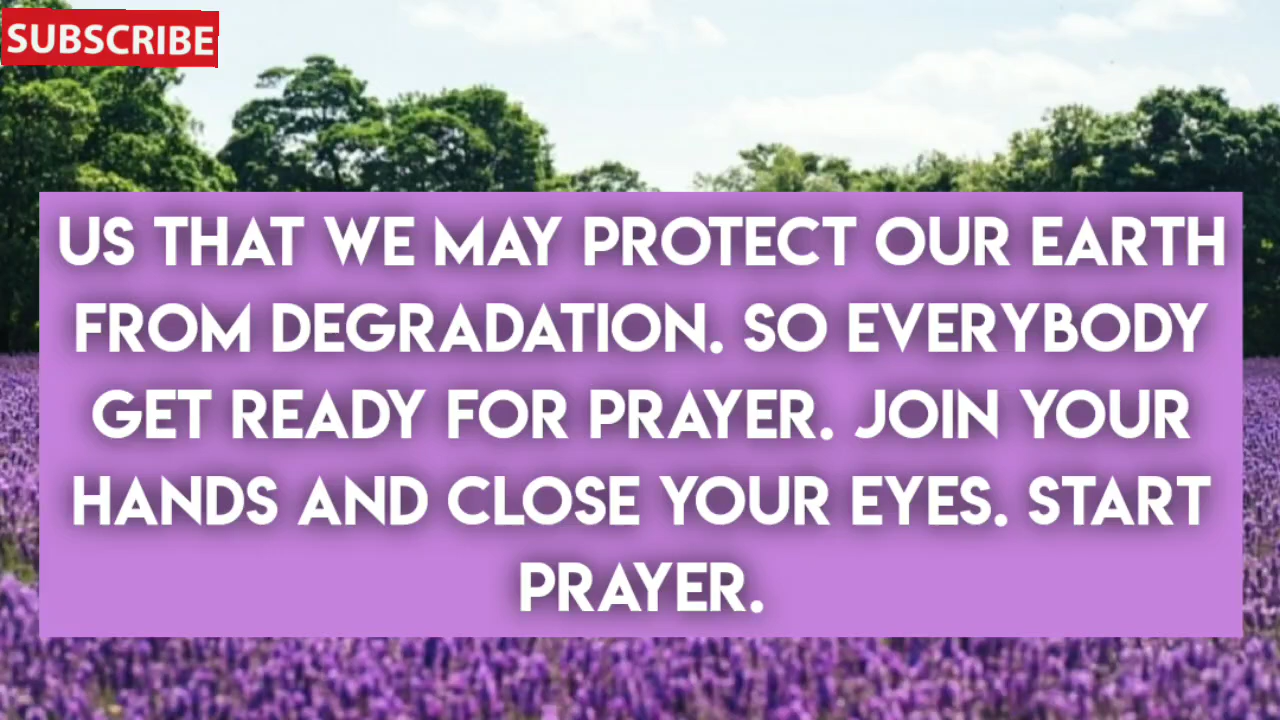 SUBSCRIBE
US THAT WE MAY PROTECT OUR EARTH
FROM DEGRADATION. SO EVERYBODY
GET READY FOR PRAYER. JOIN YOUR
HANDS AND CLOSE YOUR EYES. START
PRAYER.